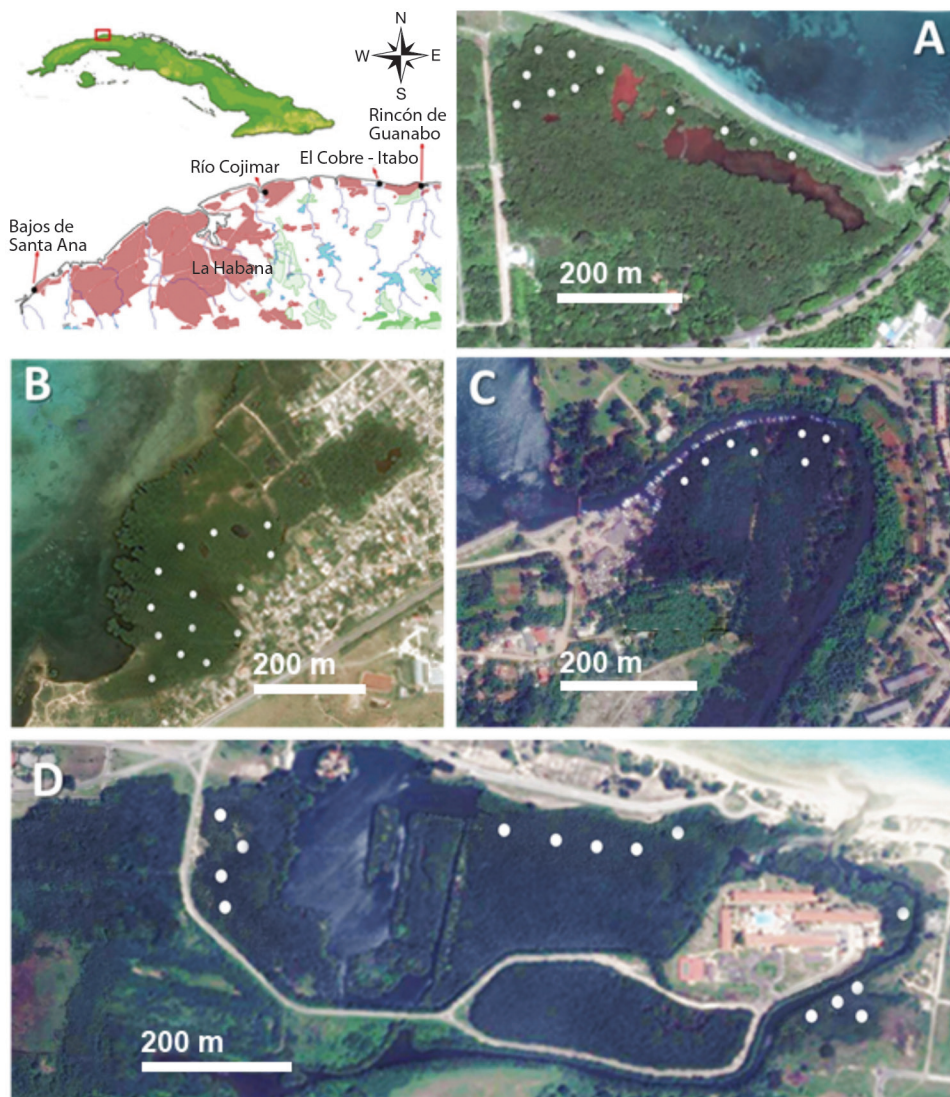 N
W E
S
Rincón de
Guanabo
El Cobre - Itabo
Río Cojimar
Bajos de
Santa Ana
La Habana
A
200 m
B
200 m
C
200 m
D
200 m